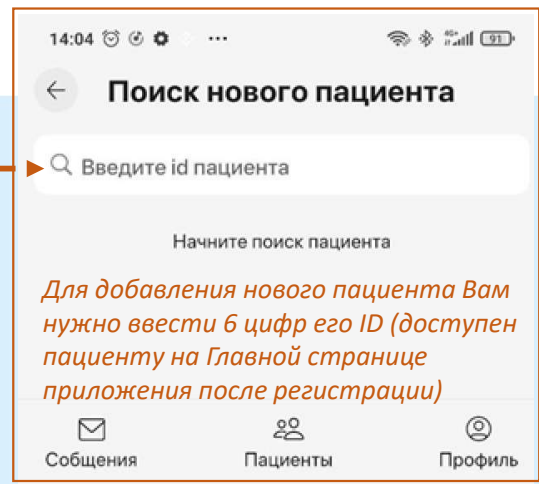 14:04
91
Поиск нового пациента
Введите id пациента
Начните поиск пациента
Для добавления нового пациента Вам
нужно ввести 6 цифр его ID (доступен
пациенту на Главной странице
приложения после регистрации)
Собщения Пациенты Профиль